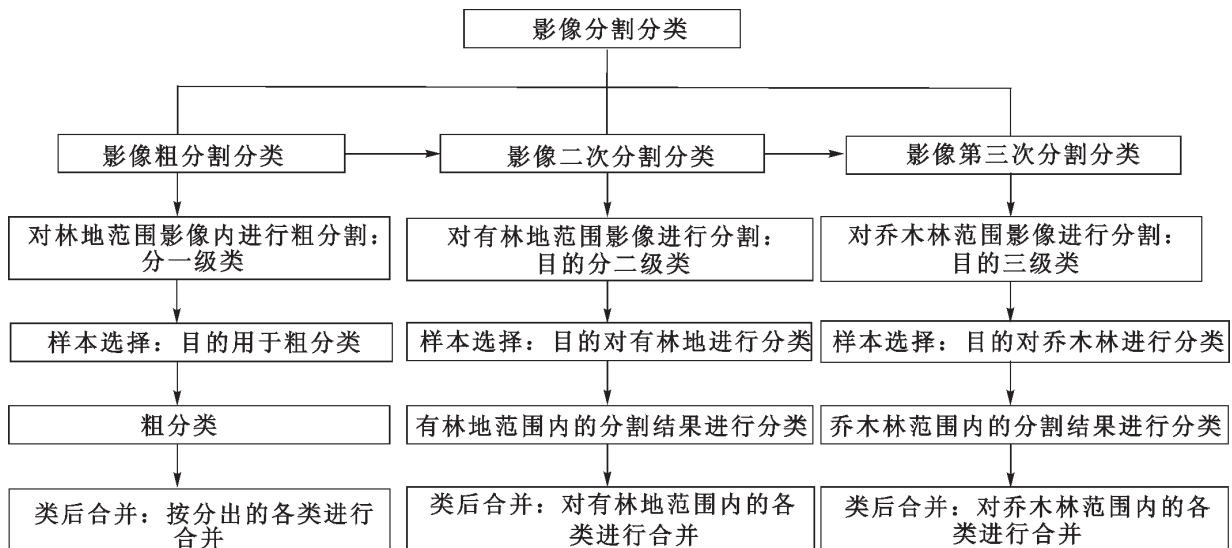 影像分割分类
影像粗分割分类
影像二次分割分类
影像第三次分割分类
对林地范围影像内进行粗分割：
分一级类
对有林地范围影像进行分割：
目的分二级类
对乔木林范围影像进行分割：
目的三级类
样本选择：目的用于粗分类
样本选择：目的对有林地进行分类
样本选择：目的对乔木林进行分类
粗分类
有林地范围内的分割结果进行分类
乔木林范围内的分割结果进行分类
类后合并：按分出的各类进行
合并
类后合并：对有林地范围内的各
类进行合并
类后合并：对乔木林范围内的各
类进行合并